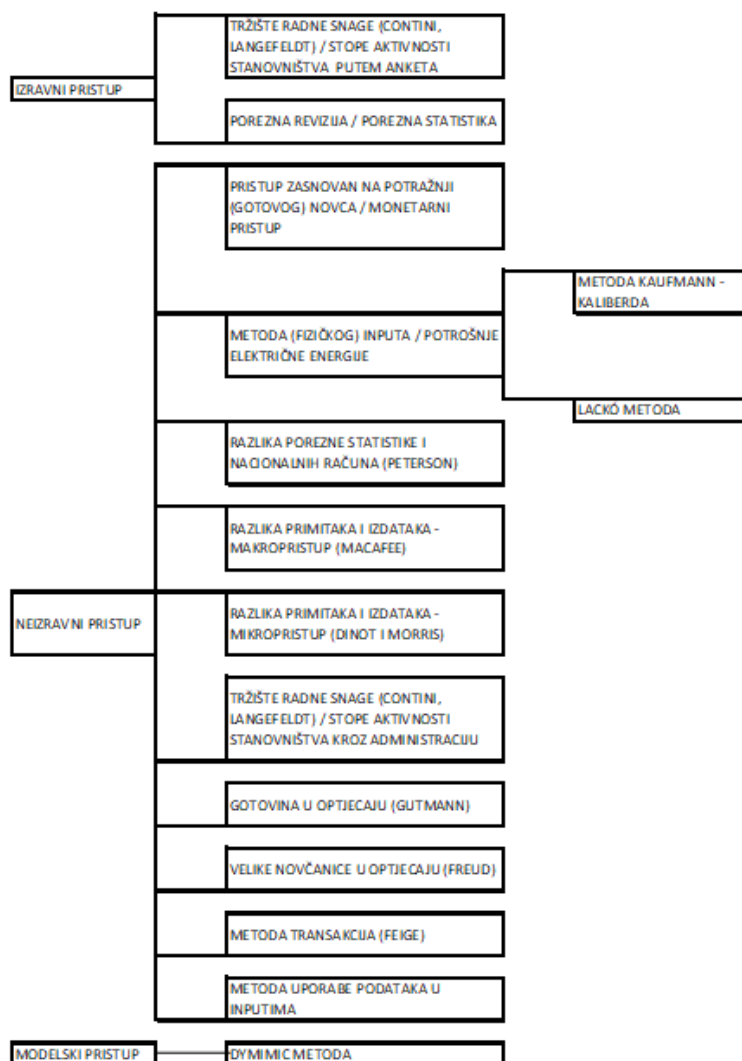 TRŽIŠTE RADNE SNAGE (CONTINI,
LANGEFELDT) / STOPE AKTIVNOSTI
STANOVNIŠTVA PUTEM ANKETA
IZRAVNI PRISTUP
POREZNA REVIZIJA / POREZNA STATISTIKA
PRISTUP ZASNOVAN NA POTRAŽNJI
(GOTOVOG) NOVCA / MONETARNI
PRISTUP
METODA KAUFMANN -
KALIBERDA
METODA (FIZIČKOG) INPUTA / POTROŠNJE
ELEKTRIČNE ENERGIJE
LACKÓ METODA
RAZLIKA POREZNE STATISTIKE I
NACIONALNIH RAČUNA (PETERSON)
RAZLIKA PRIMITAKA I IZDATAKA -
MAKROPRISTUP (MACAFEE)
NEIZRAVNI PRISTUP
RAZLIKA PRIMITAKA I IZDATAKA -
MIKROPRISTUP (DINOT I MORRIS)
TRŽIŠTE RADNE SNAGE (CONTINI,
LANGEFELDT) / STOPE AKTIVNOSTI
STANOVNIŠTVA KROZ ADMINISTRACIJU
GOTOVINA U OPTJECAJU (GUTMANN)
VELIKE NOVČANICE U OPTJECAJU (FREUD)
METODA TRANSAKCIJA (FEIGE)
METODA UPORABE PODATAKA U
INPUTIMA
MODELSKI PRISTUP
DYMIMIC METODA